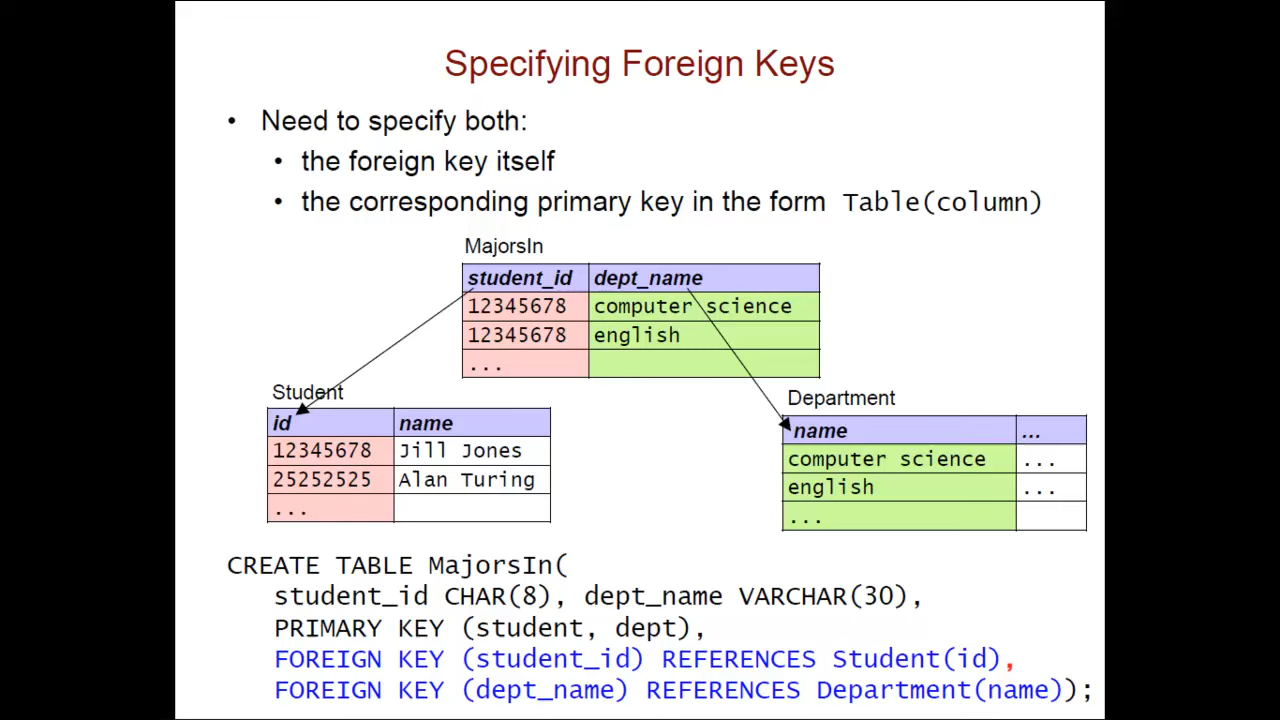 Specifying Foreign Keys
• Need to specify both:
• the foreign key itself
• the corresponding primary key in the form Table(column)
MajorsIn
student_id dept_name
12345678 computer science
12345678 english
...
Student
id name
12345678 Jill Jones
25252525 Alan Turing
...
Department
name ...
computer science ...
english ...
...
CREATE TABLE MajorsIn(
student_id CHAR(8), dept_name VARCHAR(30),
PRIMARY KEY (student, dept),
FOREIGN KEY (student_id) REFERENCES Student(id),
FOREIGN KEY (dept_name) REFERENCES Department(name));